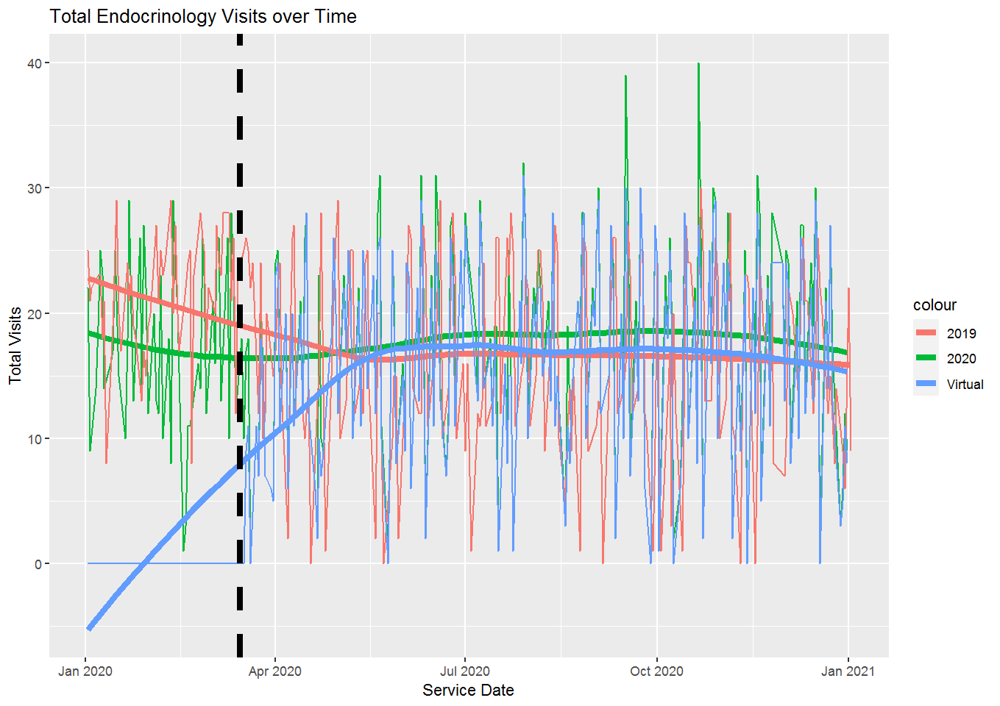 Total Endocrinology Visits over Time
Total Visits
40
30
20
10
0
Jan 2020
Apr 2020
Jul 2020
Oct 2020
Jan 2021
Service Date
colour
2019
2020
Virtual